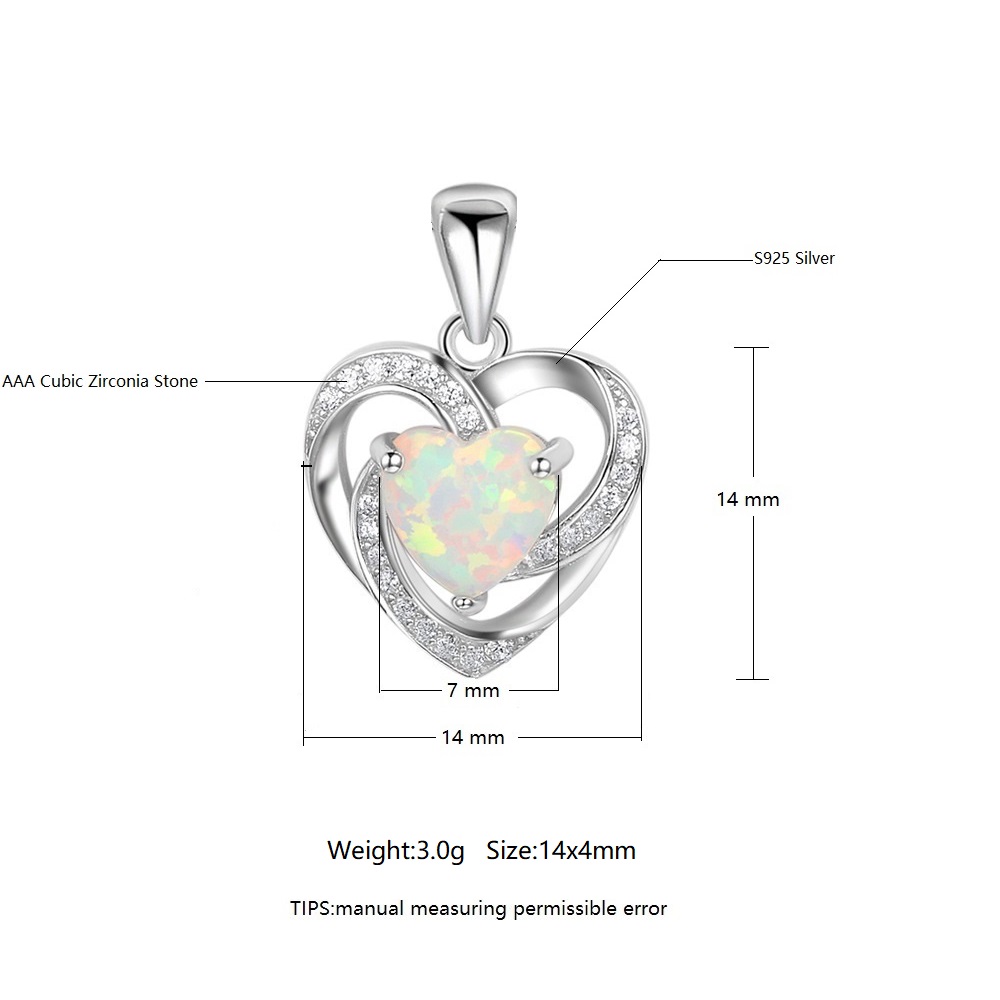 S925 Silver
AAA Cubic Zirconia Stone
14 mm
7 mm
14 mm
Weight:3.0g   Size:14x4mm
TIPS:manual measuring permissible error